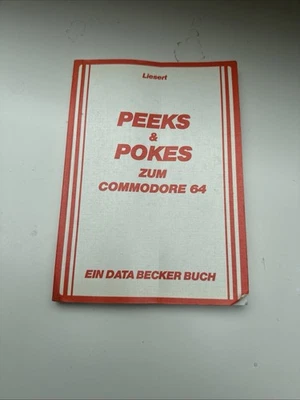 Liesert
PEEKS
&
POKES
ZUM
COMMODORE 64
EIN DATA BECKER BUCH